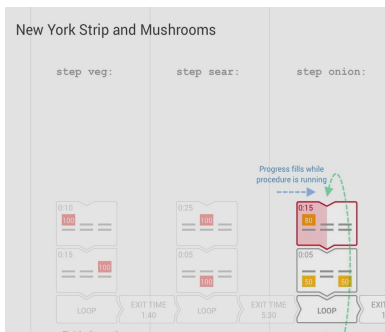 New York Strip and Mushrooms
step veg:
step sear:
step onion:
Progress fills while
procedure is running
0:10
100
0:25
100
0:15
80
0:15
100
0:05
100
0:05
50
50
LOOP
EXIT TIME
1:40
LOOP
EXIT TIME
5:30
LOOP